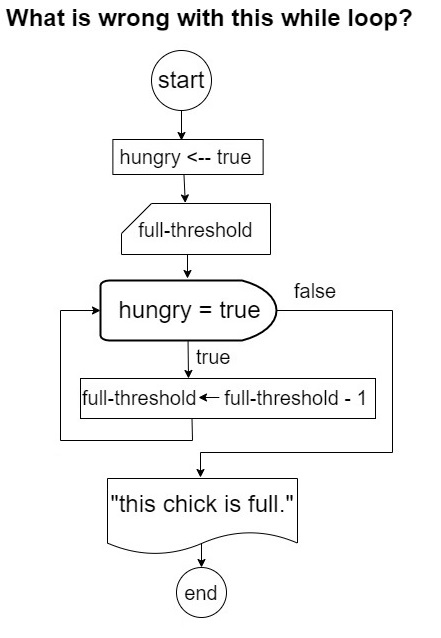 What is wrong with this while loop?
start
hungry <-- true
full-threshold
hungry = true
false
true
full-threshold ← full-threshold - 1
"this chick is full."
end